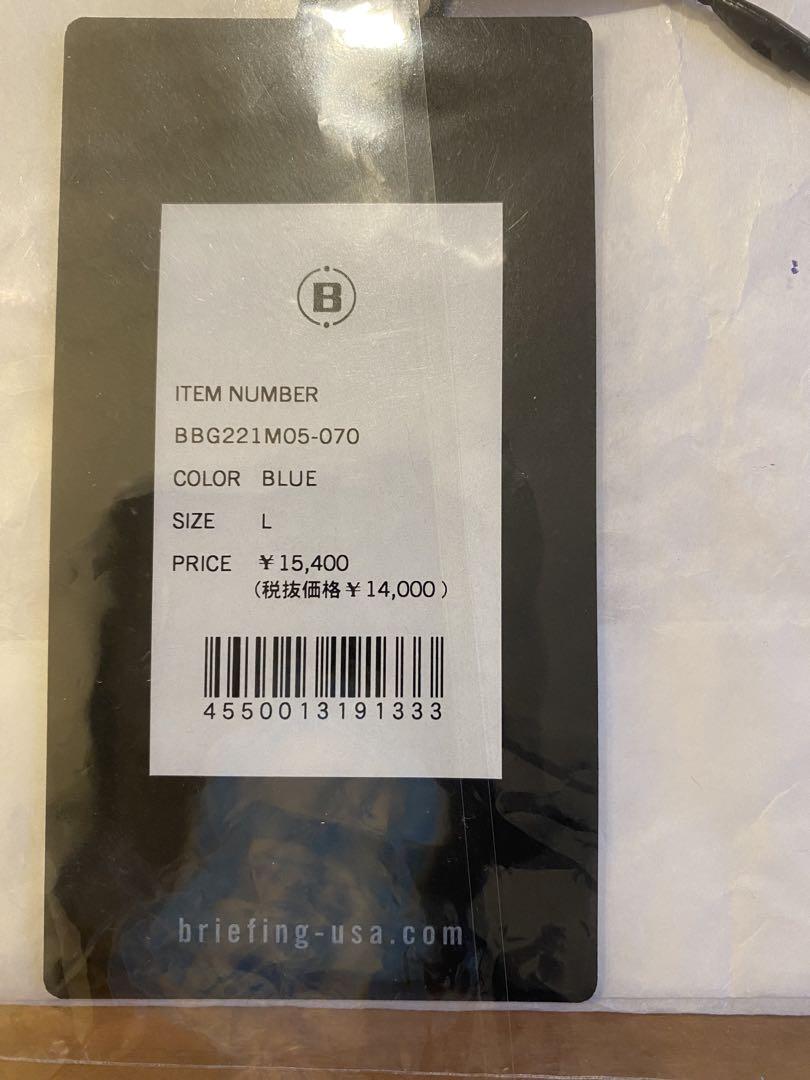 B
ITEM NUMBER
BBG221M05-070
COLOR BLUE
SIZE L
PRICE ￥15,400
(税抜価格￥14,000)
4550013191333
briefing-usa.com